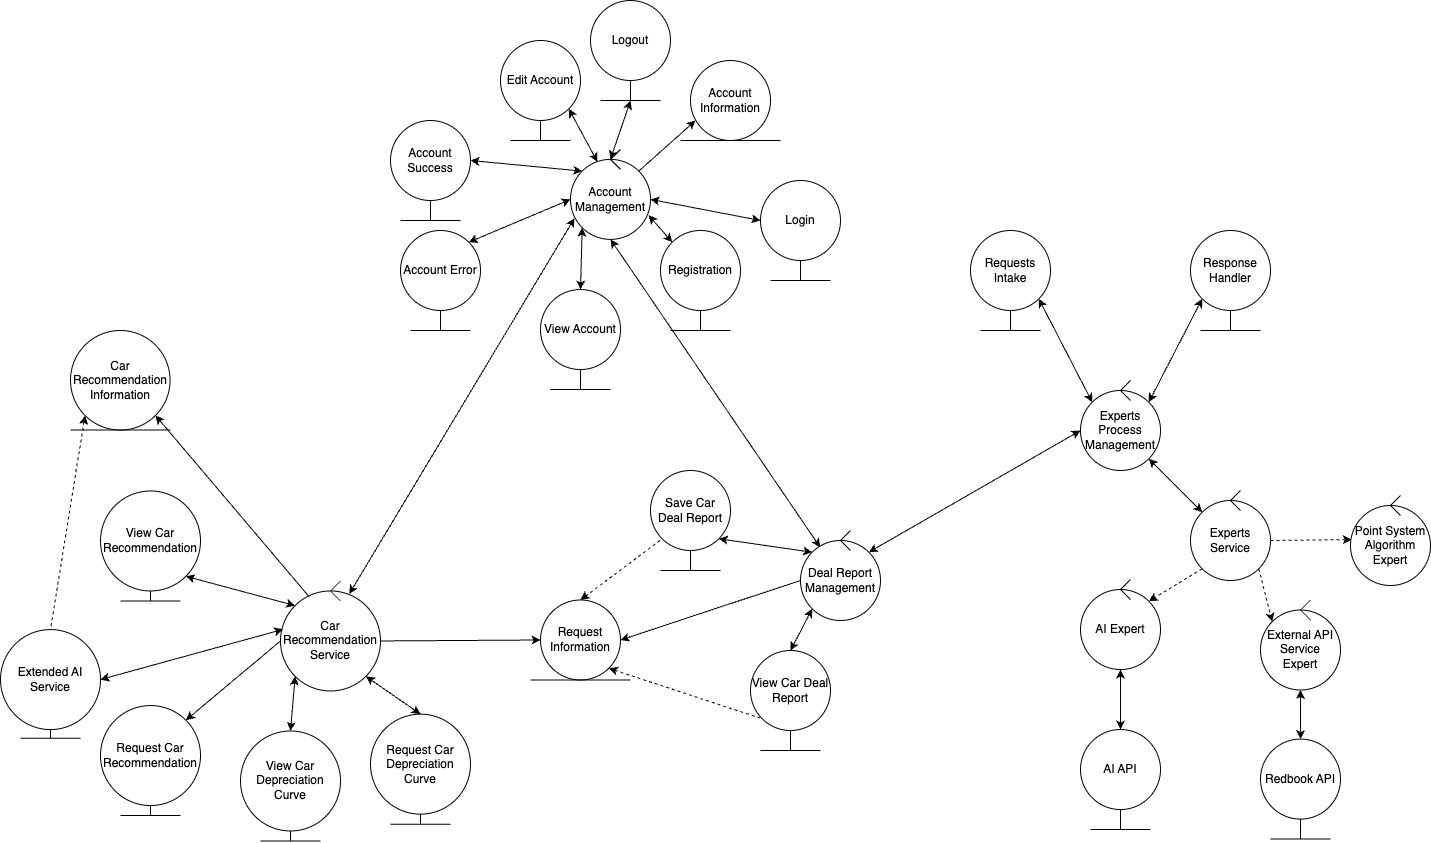 Logout
Edit Account
Account
Information
Account
Success
Account
Management
Login
Account Error
Registration
View Account
Requests
Intake
Response
Handler
Car
Recommendation
Information
Experts
Process
Management
View Car
Recommendation
Save Car
Deal Report
Experts
Service
Point System
Algorithm
Expert
Deal Report
Management
Car
Recommendation
Service
Request
Information
AI Expert
External API
Service
Expert
Extended AI
Service
View Car Deal
Report
Request Car
Recommendation
View Car
Depreciation
Curve
Request Car
Depreciation
Curve
AI API
Redbook API